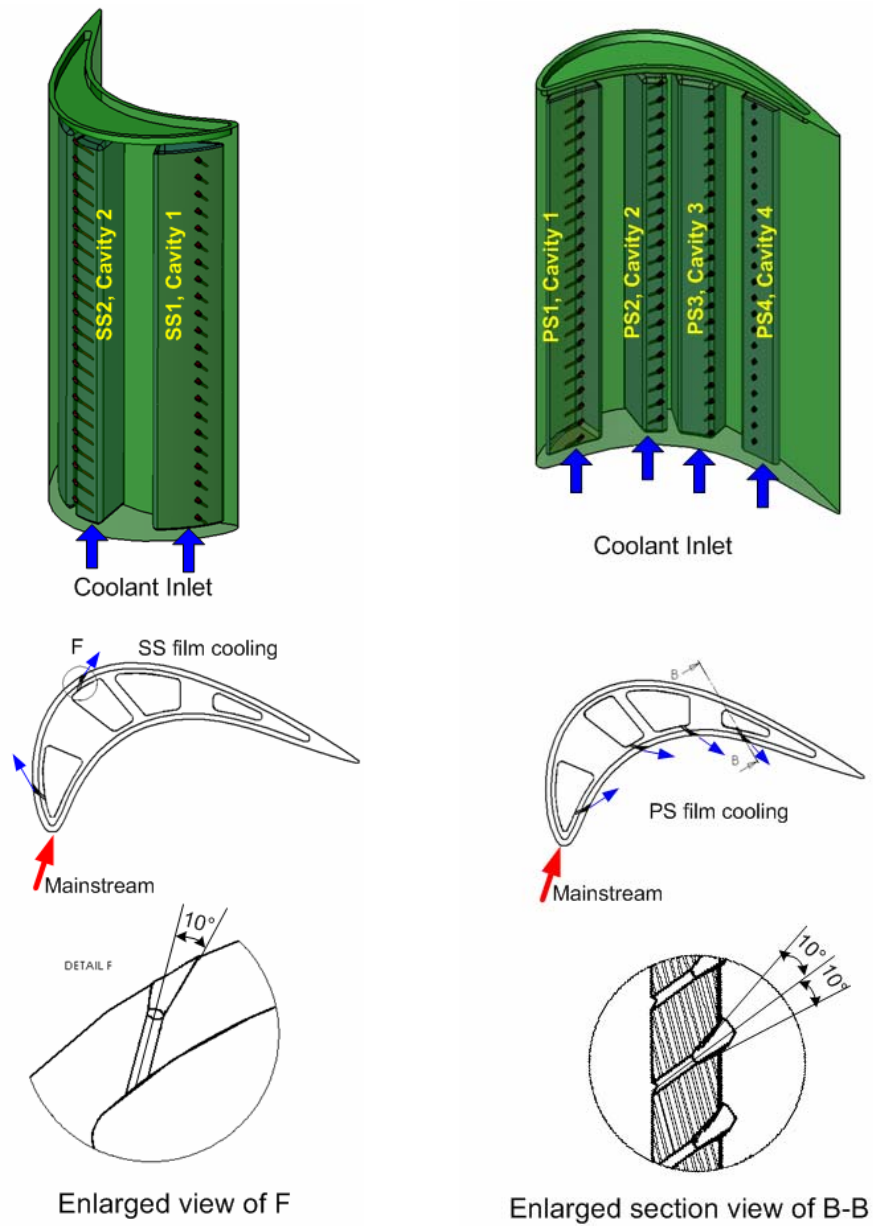 SS2, Cavity 2
SS1, Cavity 1
Coolant Inlet
PS1, Cavity 1
PS2, Cavity 2
PS3, Cavity 3
PS4, Cavity 4
Coolant Inlet
F
SS film cooling
Mainstream
B
B
PS film cooling
Mainstream
10°
DETAIL F
Enlarged view of F
10°
10°
Enlarged section view of B-B